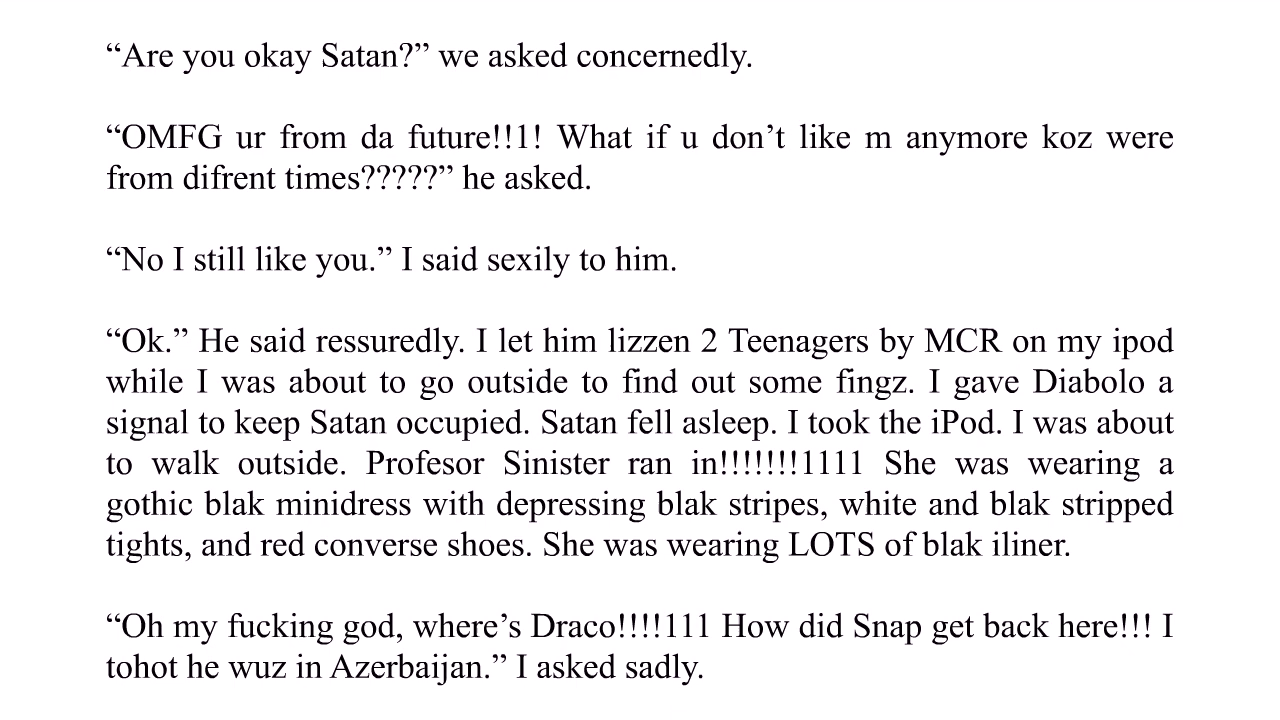 “Are you okay Satan?” we asked concernedly.
“OMFG ur from da future!!1! What if u don’t like m anymore koz were
from difrent times?????” he asked.
“No I still like you.” I said sexily to him.
“Ok.” He said ressuredly. I let him lizzen 2 Teenagers by MCR on my ipod
while I was about to go outside to find out some fingz. I gave Diabolo a
signal to keep Satan occupied. Satan fell asleep. I took the iPod. I was about
to walk outside. Profesor Sinister ran in!!!!!!!1111 She was wearing a
gothic blak minidress with depressing blak stripes, white and blak stripped
tights, and red converse shoes. She was wearing LOTS of blak iliner.
“Oh my fucking god, where’s Draco!!!!111 How did Snap get back here!!! I
tohot he wuz in Azerbaijan.” I asked sadly.